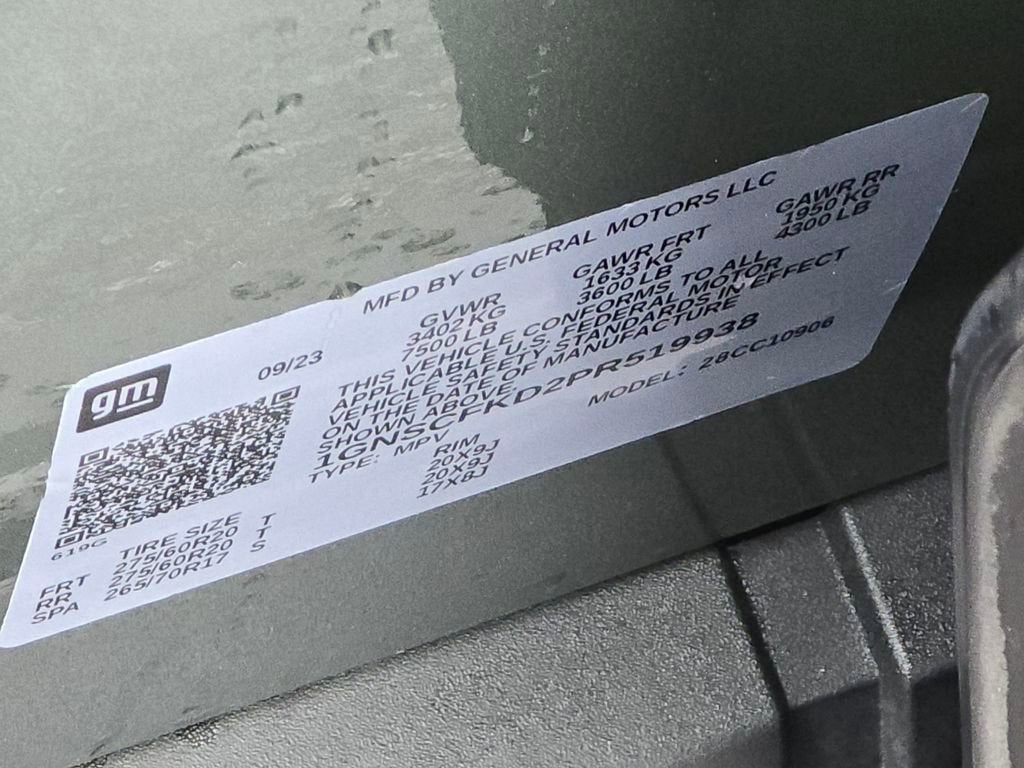 gm
09/23
MFD BY GENERAL MOTORS LLC
GVWR GAWR FRT GAWR RR
3402 KG 1633 KG 1950 KG
7500 LB 3600 LB 4300 LB
THIS VEHICLE CONFORMS TO ALL
APPLICABLE U.S. FEDERAL MOTOR
VEHICLE SAFETY STANDARDS IN EFFECT
ON THE DATE OF MANUFACTURE
SHOWN ABOVE.
1GNSCFKD2PR519938
TYPE: MPV MODEL: 28CC10906
619G
TIRE SIZE RIM
FRT 275/60R20 T 20X9J
RR 275/60R20 T 20X9J
SPA 265/70R17 S 17X8J